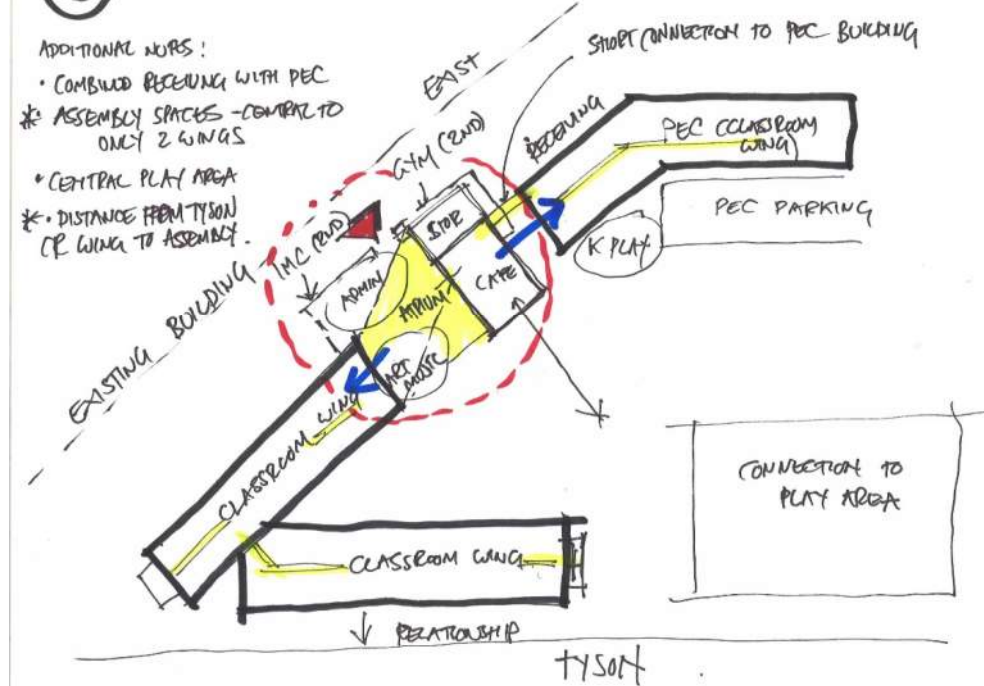 ADDITIONAL NOTES:
• COMBINED RECEIVING WITH PEC
* ASSEMBLY SPACES - CENTRAL TO
ONLY 2 WINGS
• CENTRAL PLAY AREA
* • DISTANCE FROM TYSON
CR WING TO ASSEMBLY.
SHORT CONNECTION TO PEC BUILDING
EAST
GYM (2ND)
RECEIVING
PEC (CLASSROOM
WING)
PEC PARKING
K PLAY
STOR
CAFE
IMC (2ND)
ADMIN
ATRIUM
ART
MUSIC
EXISTING BUILDING
CLASSROOM WING
CLASSROOM WING
CONNECTION TO
PLAY AREA
RELATIONSHIP
TYSON